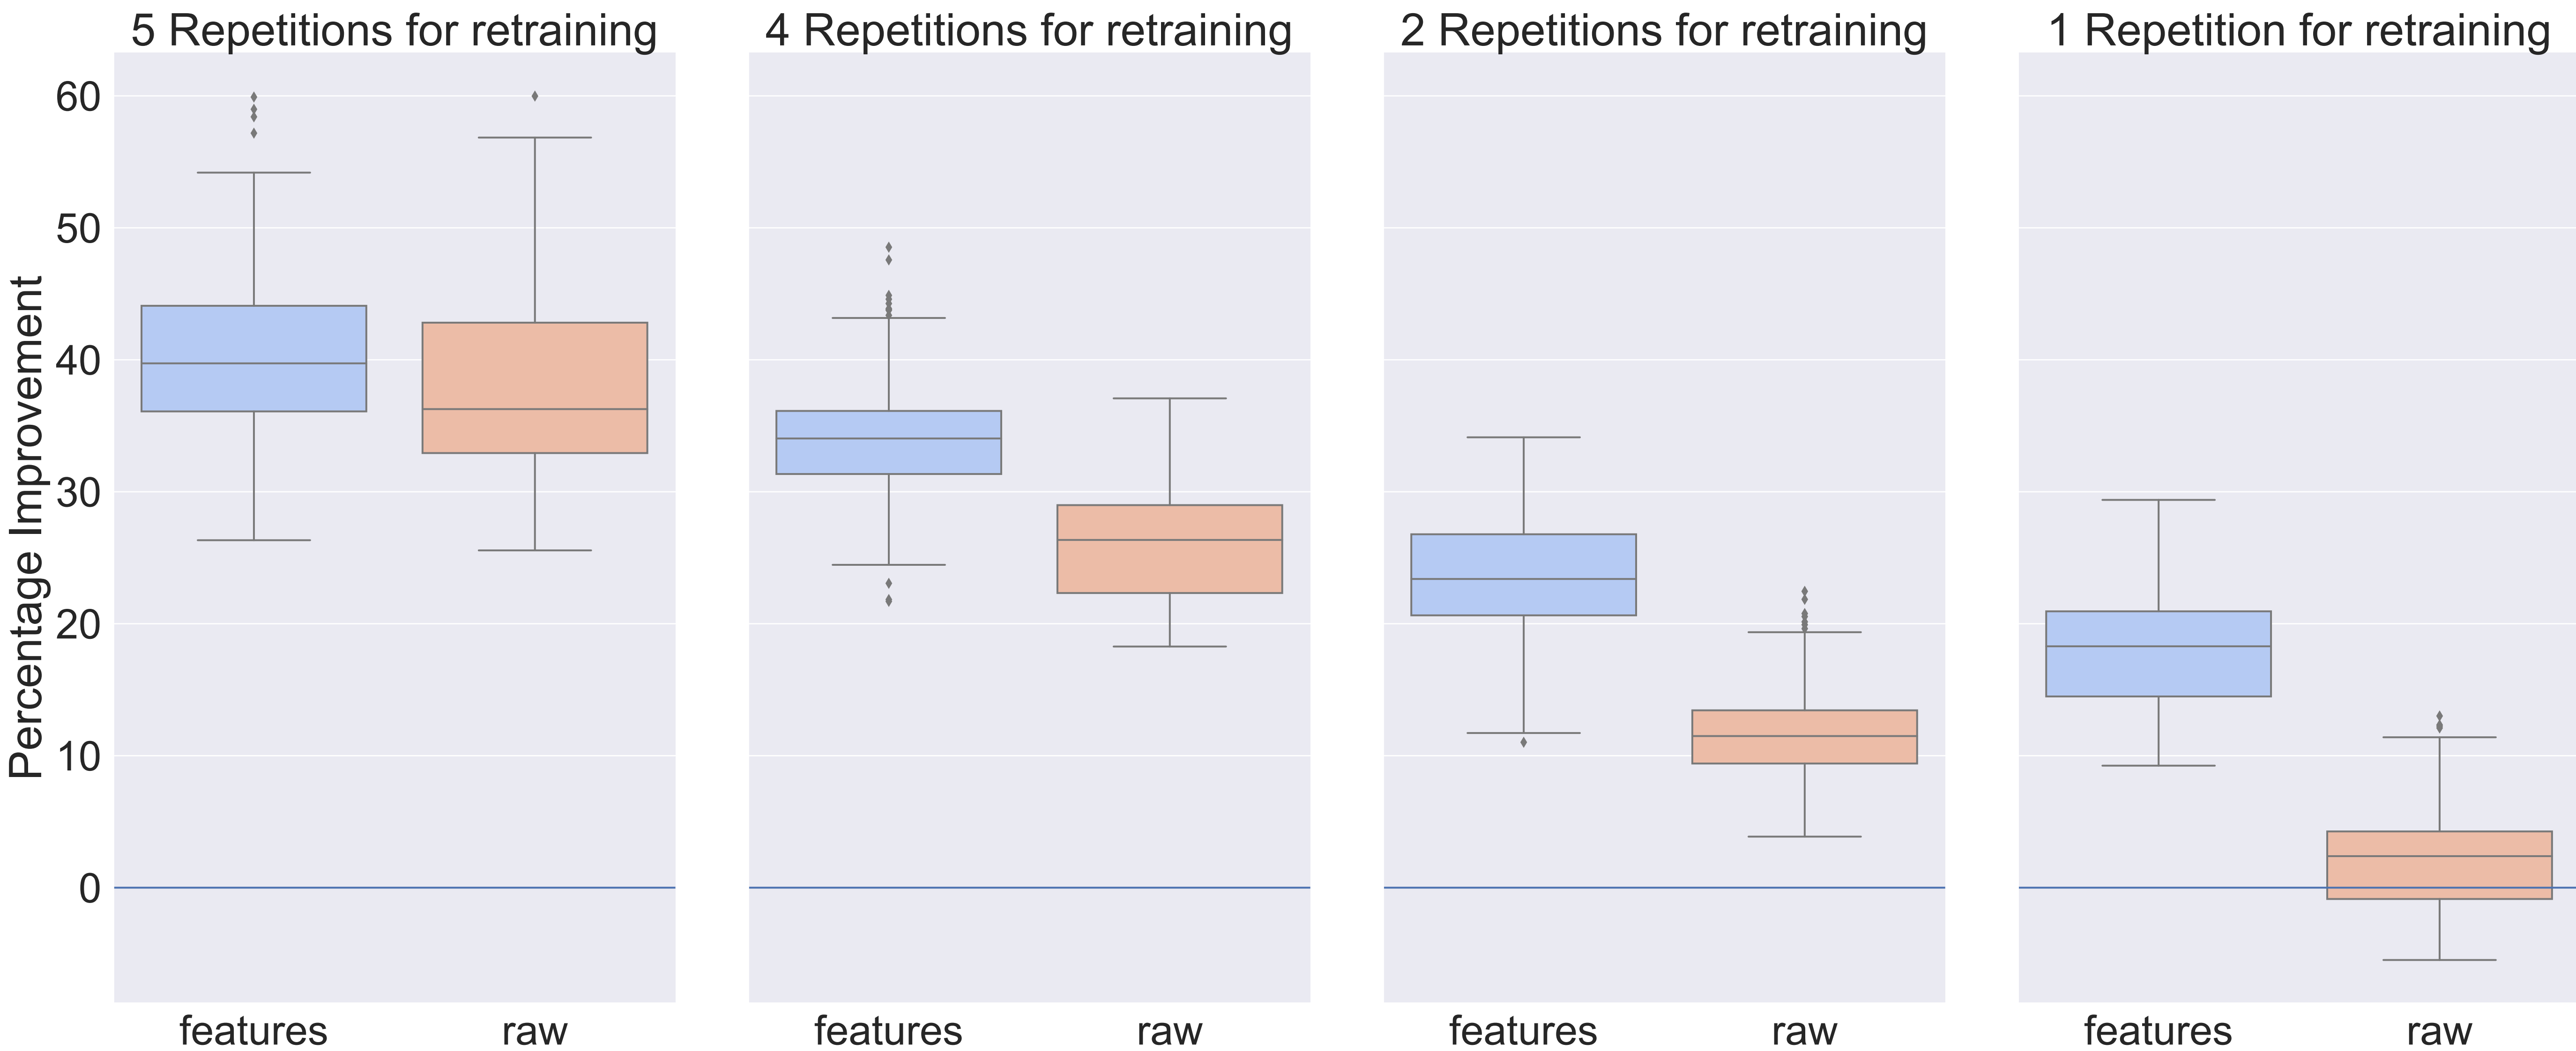 5 Repetitions for retraining
4 Repetitions for retraining
2 Repetitions for retraining
1 Repetition for retraining
Percentage Improvement
60
50
40
30
20
10
0
features
raw
features
raw
features
raw
features
raw